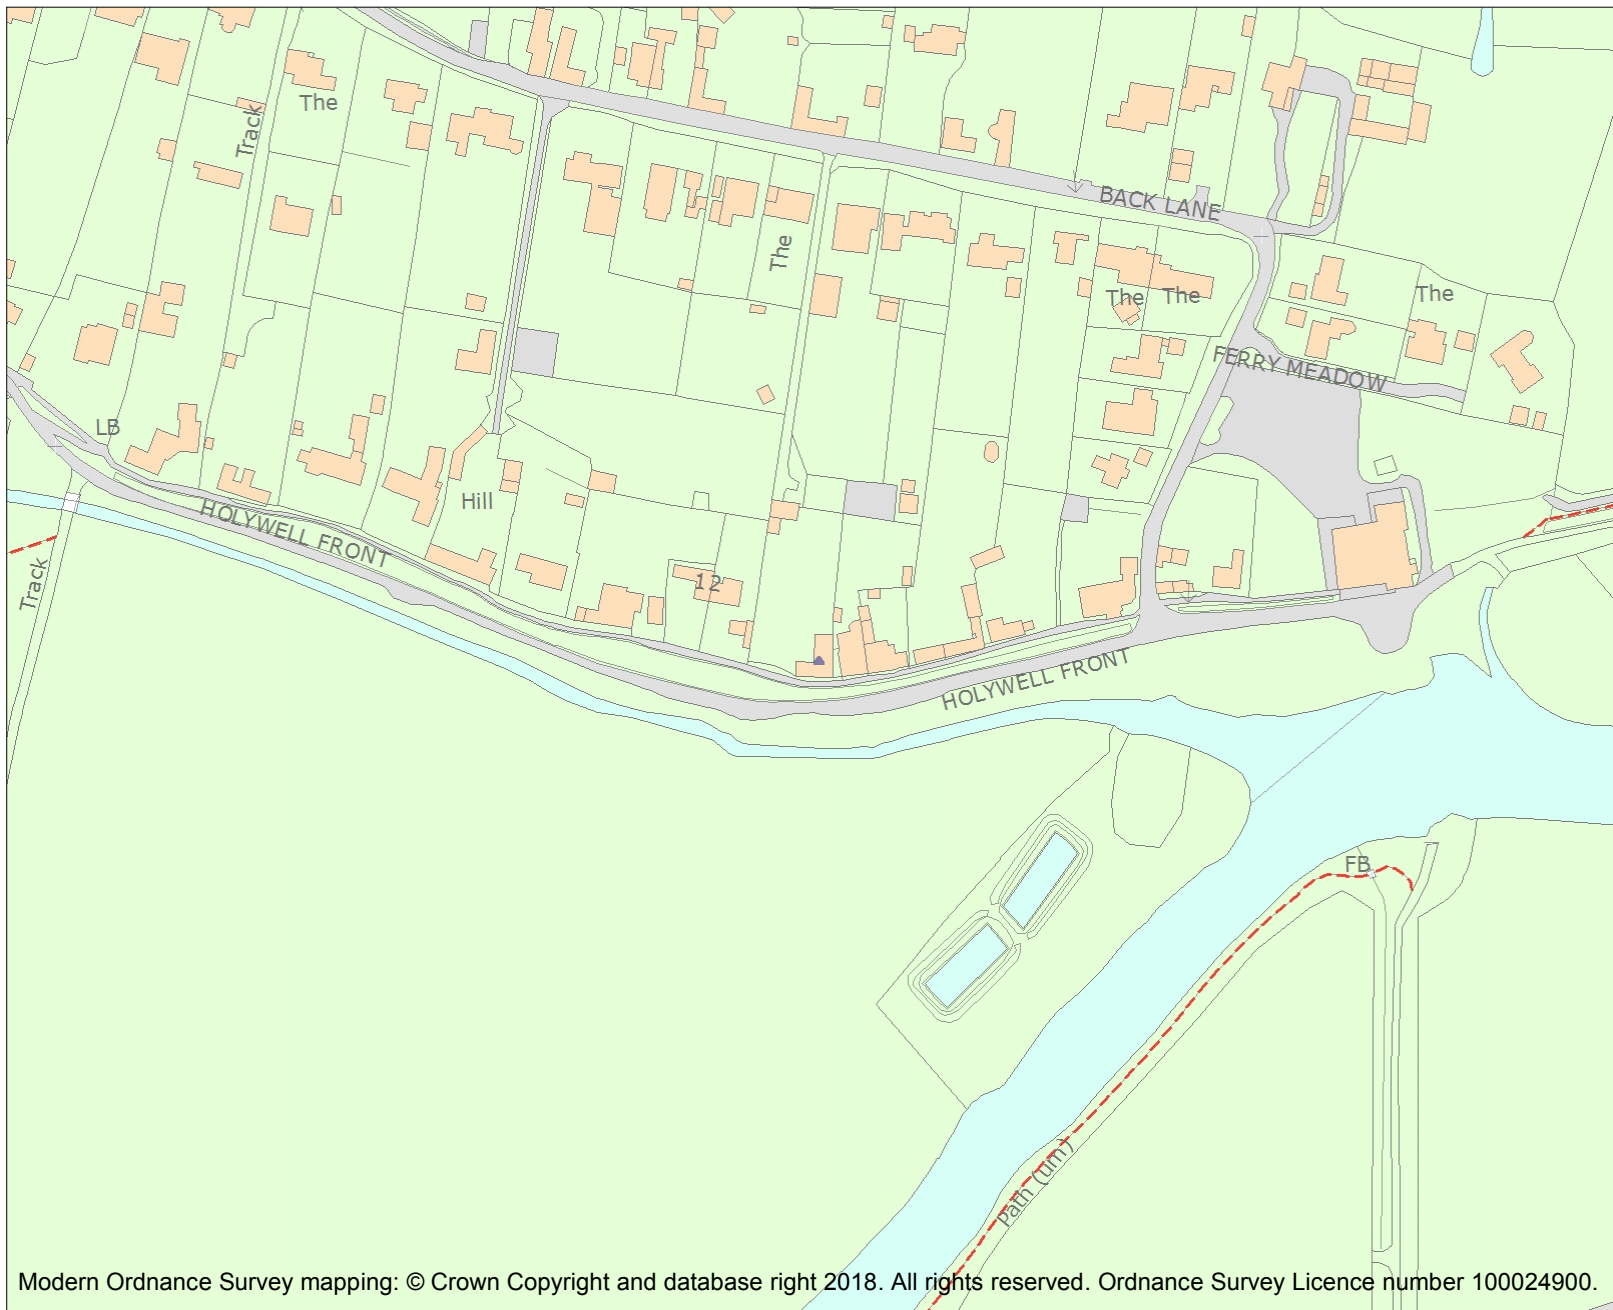 The
Track
BACK LANE
The
The
The
The
FERRY MEADOW
LB
Hill
HOLYWELL FRONT
Track
12
HOLYWELL FRONT
FB
Path (um)
Modern Ordnance Survey mapping: © Crown Copyright and database right 2018. All rights reserved. Ordnance Survey Licence number 100024900.